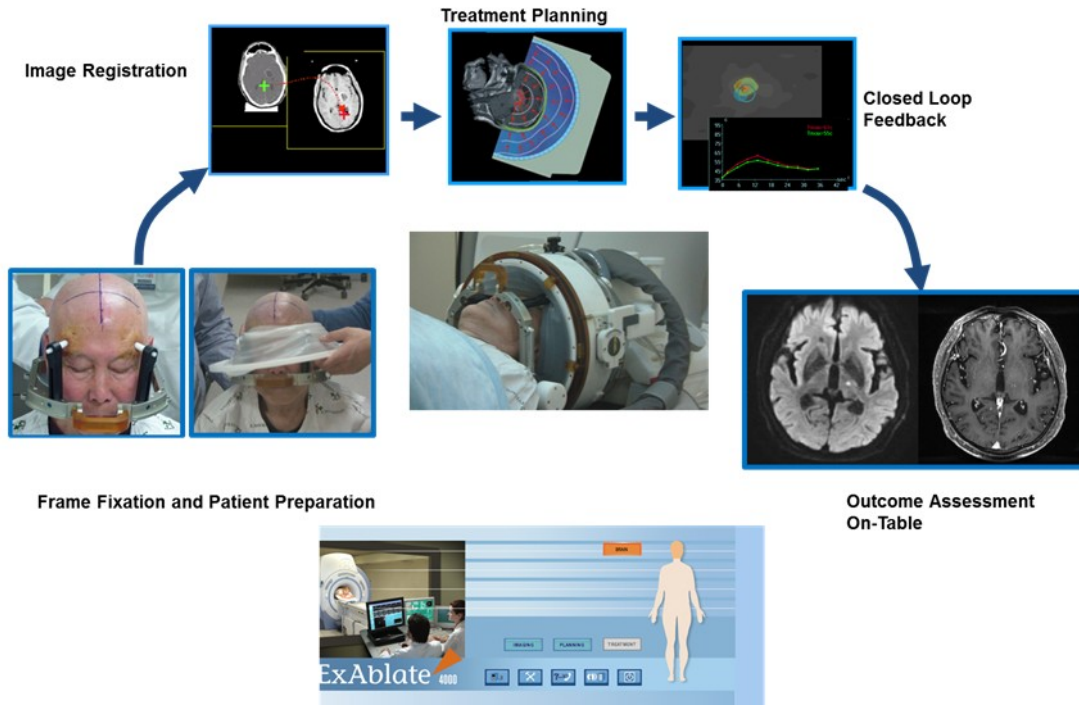 Treatment Planning
Image Registration
Closed Loop
Feedback
Frame Fixation and Patient Preparation
Outcome Assessment
On-Table
BRAIN
IMAGING
PLANNING
TREATMENT
ExAblate
4000